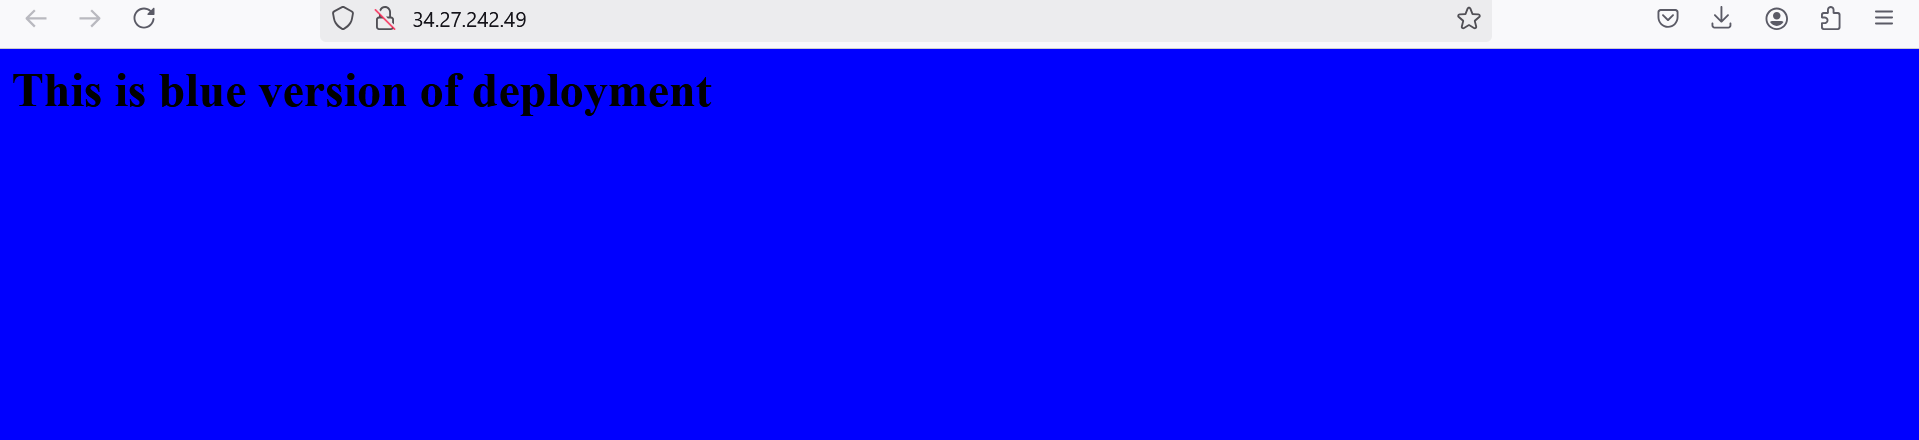 34.27.242.49
This is blue version of deployment